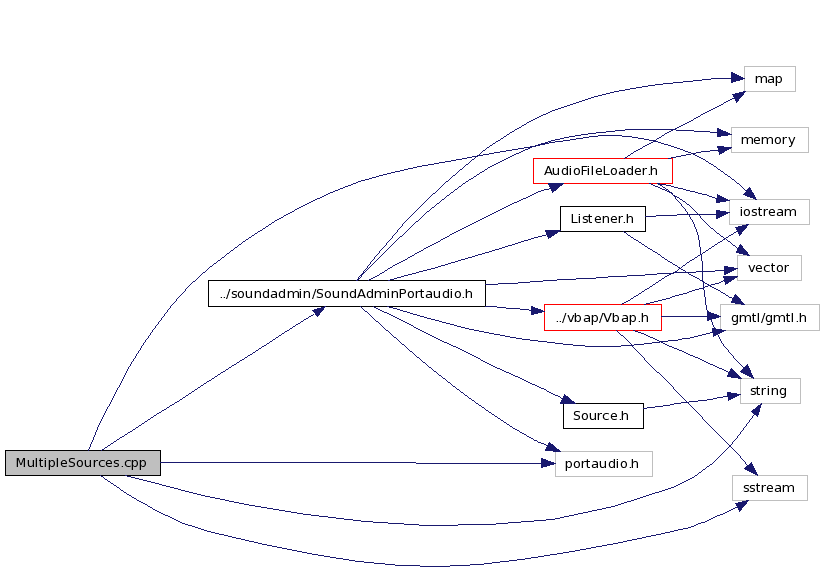 map
memory
AudioFileLoader.h
iostream
Listener.h
vector
../soundadmin/SoundAdminPortaudio.h
../vbap/Vbap.h
gmtl/gmtl.h
string
Source.h
MultipleSources.cpp
portaudio.h
sstream